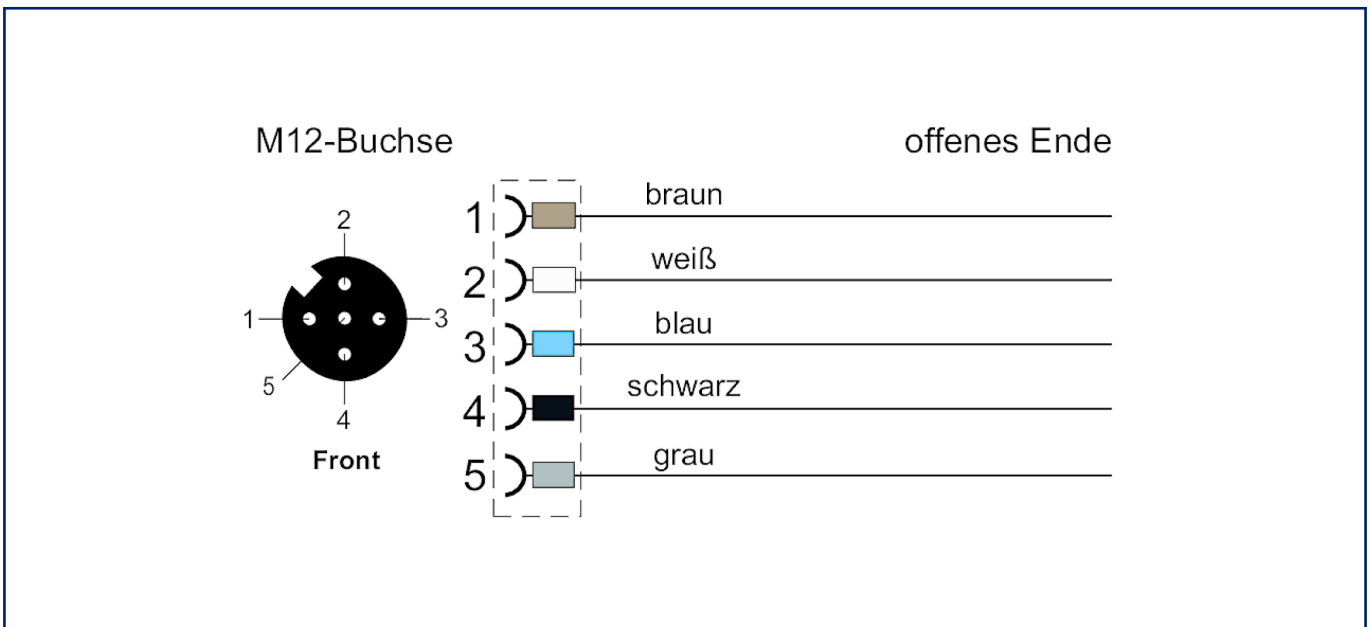 M12-Buchse
offenes Ende
2
1
3
5
4
Front
1 braun
2 weiß
3 blau
4 schwarz
5 grau